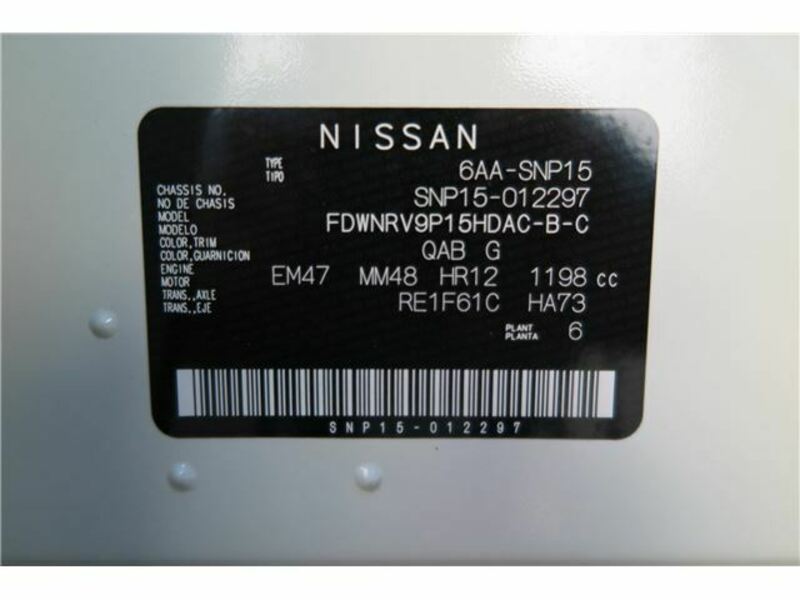 NISSAN
TYPE
TIPO
6AA-SNP15
CHASSIS NO.
NO DE CHASIS
SNP15-012297
MODEL
MODELO
FDWNRV9P15HDAC-B-C
COLOR,TRIM
COLOR,GUARNICION
QAB G
ENGINE
MOTOR
EM47 MM48 HR12 1198 cc
TRANS.,AXLE
TRANS.,EJE
RE1F61C HA73
PLANT
PLANTA
6
SNP15-012297